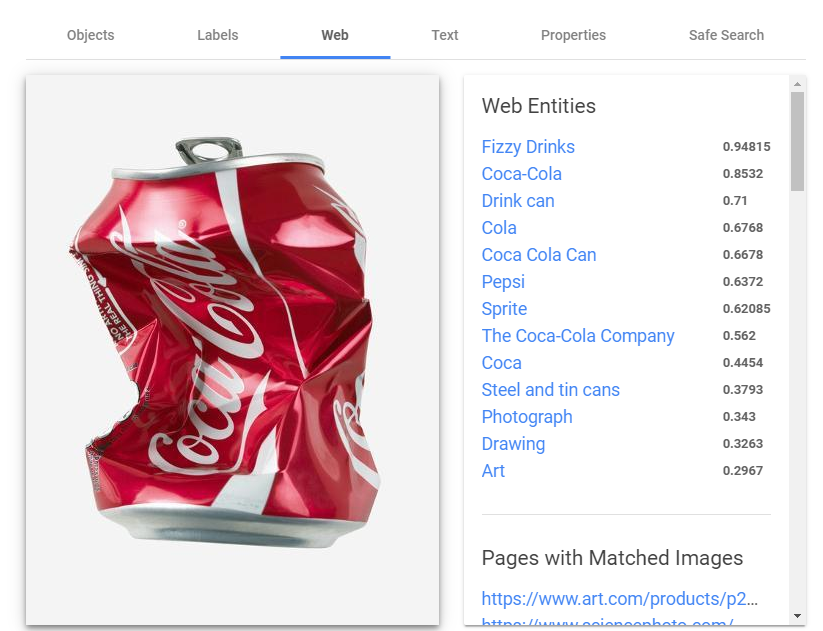 Objects Labels Web Text Properties Safe Search
Web Entities
Fizzy Drinks 0.94815
Coca-Cola 0.8532
Drink can 0.71
Cola 0.6768
Coca Cola Can 0.6678
Pepsi 0.6372
Sprite 0.62085
The Coca-Cola Company 0.562
Coca 0.4454
Steel and tin cans 0.3793
Photograph 0.343
Drawing 0.3263
Art 0.2967
Pages with Matched Images
https://www.art.com/products/p2...
Coca-Cola
THE REAL THING